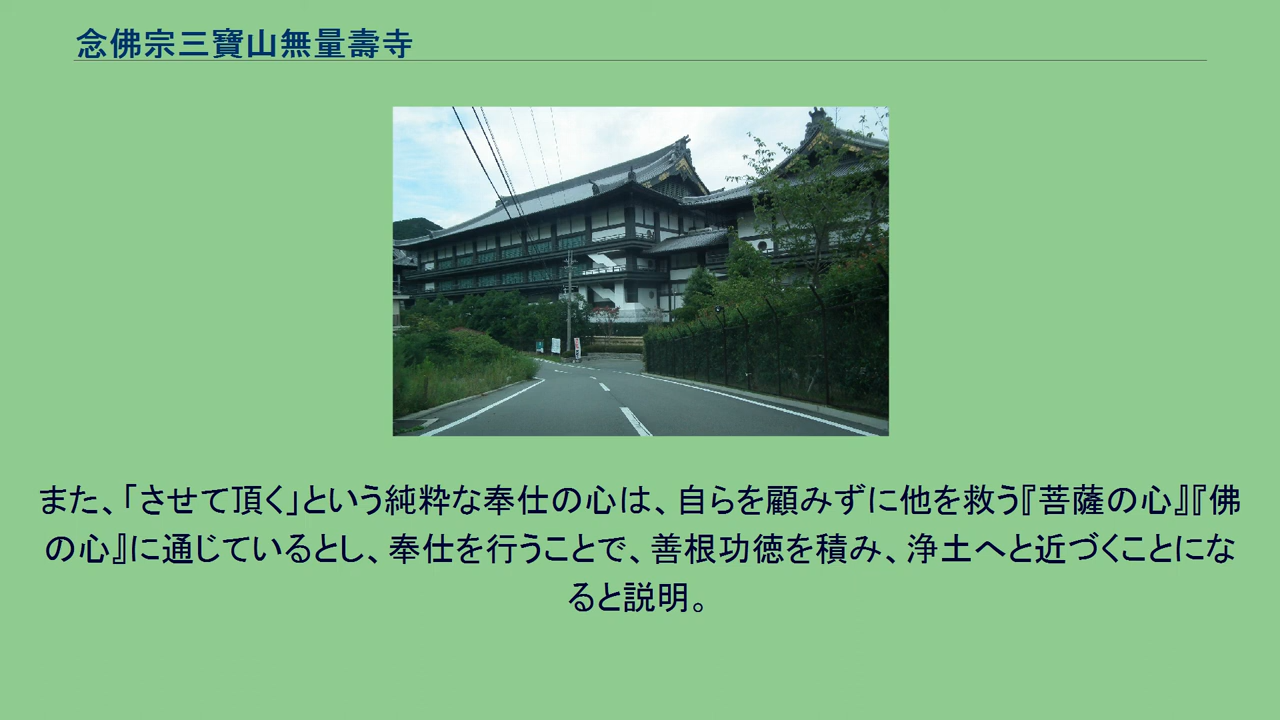 念佛宗三寶山無量壽寺
また、「させて頂く」という純粋な奉仕の心は、自らを顧みずに他を救う『菩薩の心』『佛
の心』に通じているとし、奉仕を行うことで、善根功徳を積み、浄土へと近づくことにな
ると説明。